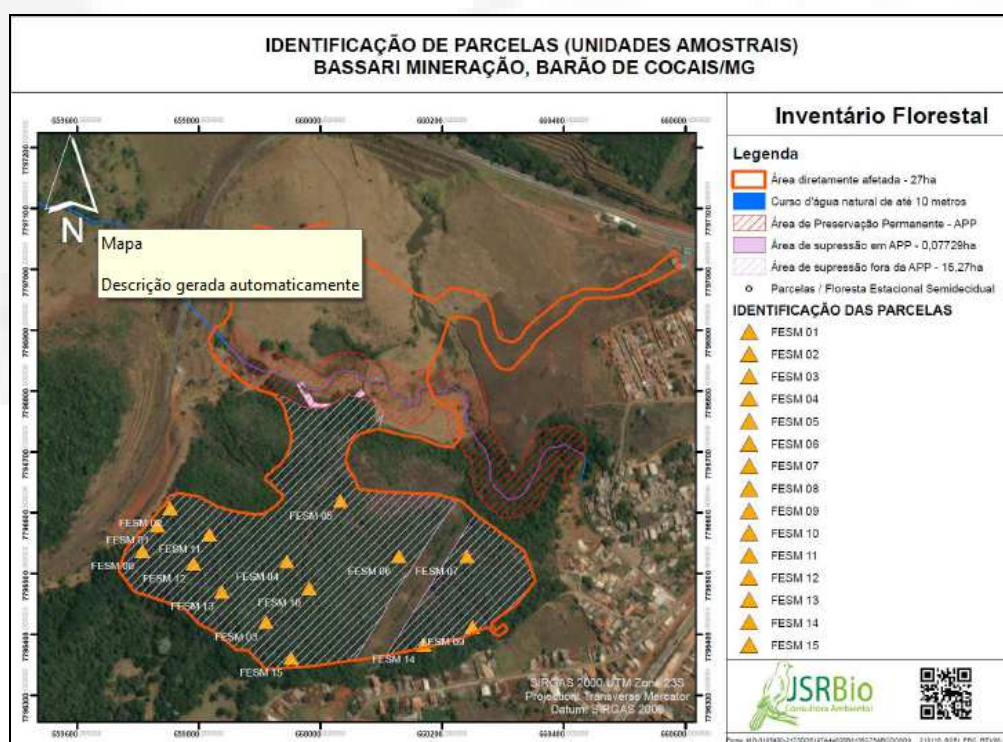 IDENTIFICAÇÃO DE PARCELAS (UNIDADES AMOSTRAIS)
BASSARI MINERAÇÃO, BARÃO DE COCAIS/MG
N
Mapa
Descrição gerada automaticamente
FESM 05
FESM 02
FESM 01
FESM 11
FESM 12
FESM 04
FESM 06
FESM 07
FESM 13
FESM 03
FESM 09
FESM 14
FESM 15
SIRGAS 2000 UTM Zone 23S
Projection: Transverse Mercator
Datum: SIRGAS 2000
Inventário Florestal
Legenda
Área diretamente afetada - 27ha
Curso d'água natural de até 10 metros
Área de Preservação Permanente - APP
Área de supressão em APP - 0,07729ha
Área de supressão fora da APP - 15,27ha
Parcelas / Floresta Estacional Semidecidual
IDENTIFICAÇÃO DAS PARCELAS
FESM 01
FESM 02
FESM 03
FESM 04
FESM 05
FESM 06
FESM 07
FESM 08
FESM 09
FESM 10
FESM 11
FESM 12
FESM 13
FESM 14
FESM 15
JSRBio
Consultora Ambiental